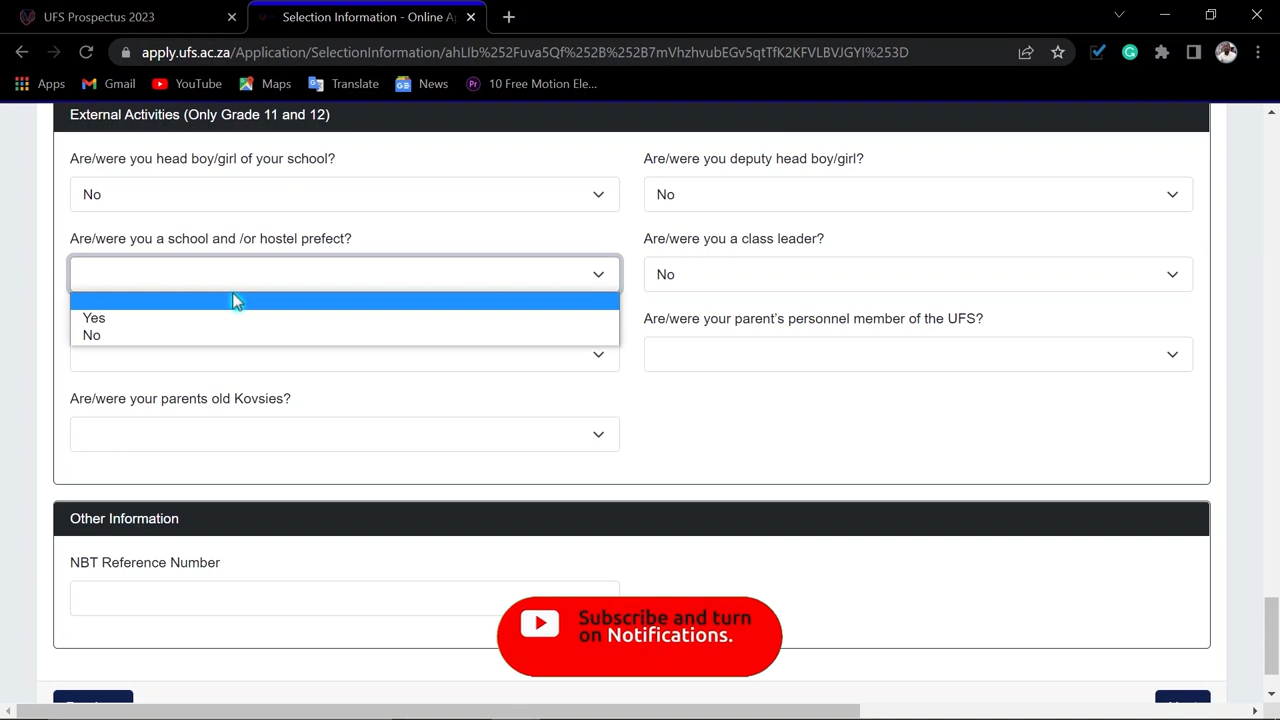 UFS Prospectus 2023
Selection Information - Online Ap
apply.ufs.ac.za/Application/SelectionInformation/ahLIb%252Fuva5Qf%252B%252B7mVhzhvubEGv5qtTfK2KFVLBVJGYI%253D
Apps Gmail YouTube Maps Translate News Pr 10 Free Motion Ele...
External Activities (Only Grade 11 and 12)
Are/were you head boy/girl of your school? Are/were you deputy head boy/girl?
No No
Are/were you a school and /or hostel prefect? Are/were you a class leader?
No
Yes
Are/were your parent's personnel member of the UFS?
No
Are/were your parents old Kovsies?
Other Information
NBT Reference Number
Subscribe and turn
on Notifications.